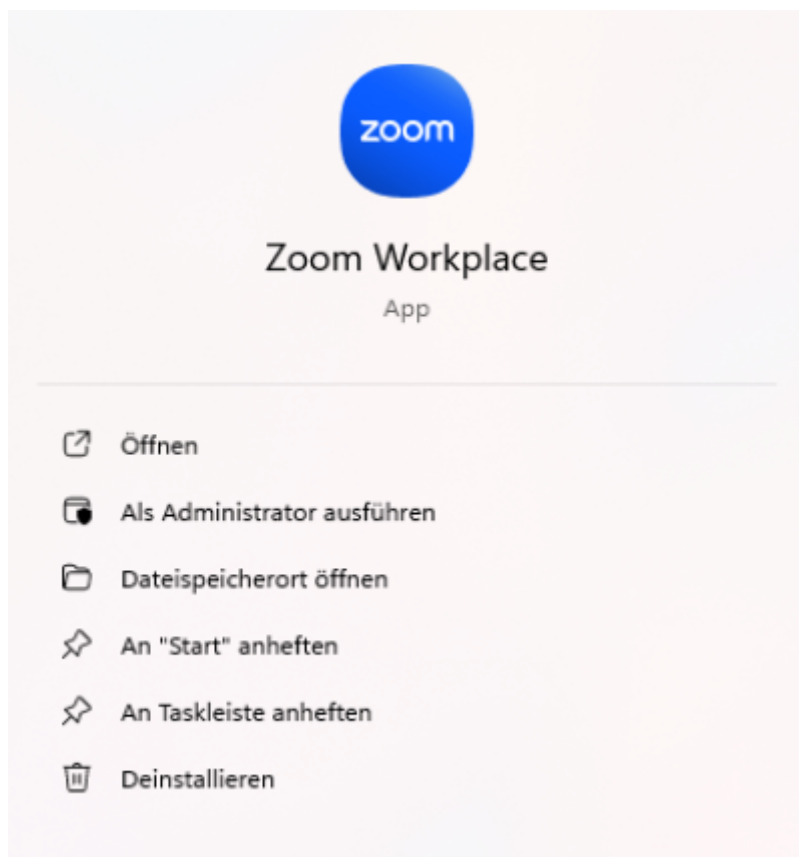 zoom
Zoom Workplace
App
Öffnen
Als Administrator ausführen
Dateispeicherort öffnen
An "Start" anheften
An Taskleiste anheften
Deinstallieren